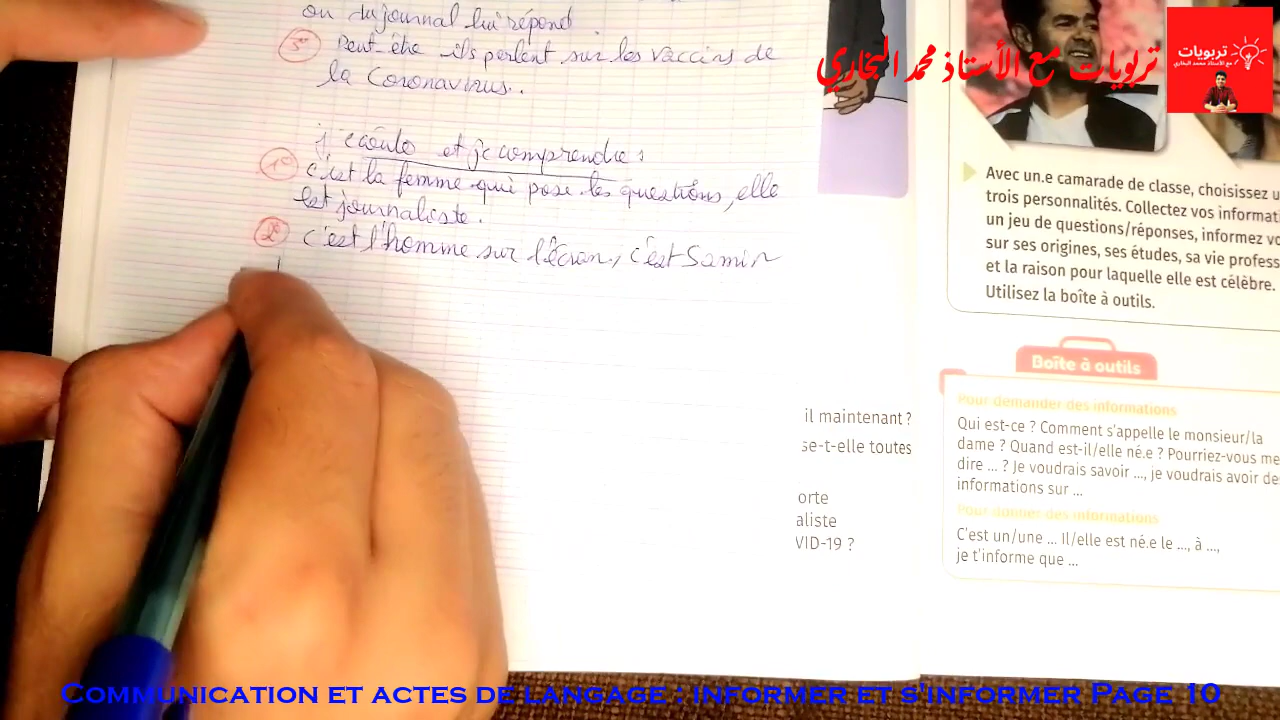 ou du journal lui répond.
3° Peut être ils parlent sur les vaccins de
la Coronavirus.
j'écoute et je comprends :
1° c'est la femme qui pose les questions, elle
est journaliste.
2° c'est l'homme sur l'écran, c'est Samir
تربويات مع الأستاذ محمد البخاري
تربويات
مع الأستاذ محمد البخاري
Avec un.e camarade de classe, choisissez u
trois personnalités. Collectez vos informat
un jeu de questions/réponses, informez vo
sur ses origines, ses études, sa vie profess
et la raison pour laquelle elle est célèbre.
Utilisez la boîte à outils.
il maintenant ?
se-t-elle toutes
orte
aliste
VID-19 ?
Boîte à outils
Pour demander des informations
Qui est-ce ? Comment s'appelle le monsieur/la
dame ? Quand est-il/elle né.e ? Pourriez-vous me
dire ... ? Je voudrais savoir ..., je voudrais avoir de
informations sur ...
Pour donner des informations
C'est un/une ... Il/elle est né.e le ..., à ...,
je t'informe que ...
Communication et actes de langage : informer et s'informer Page 10